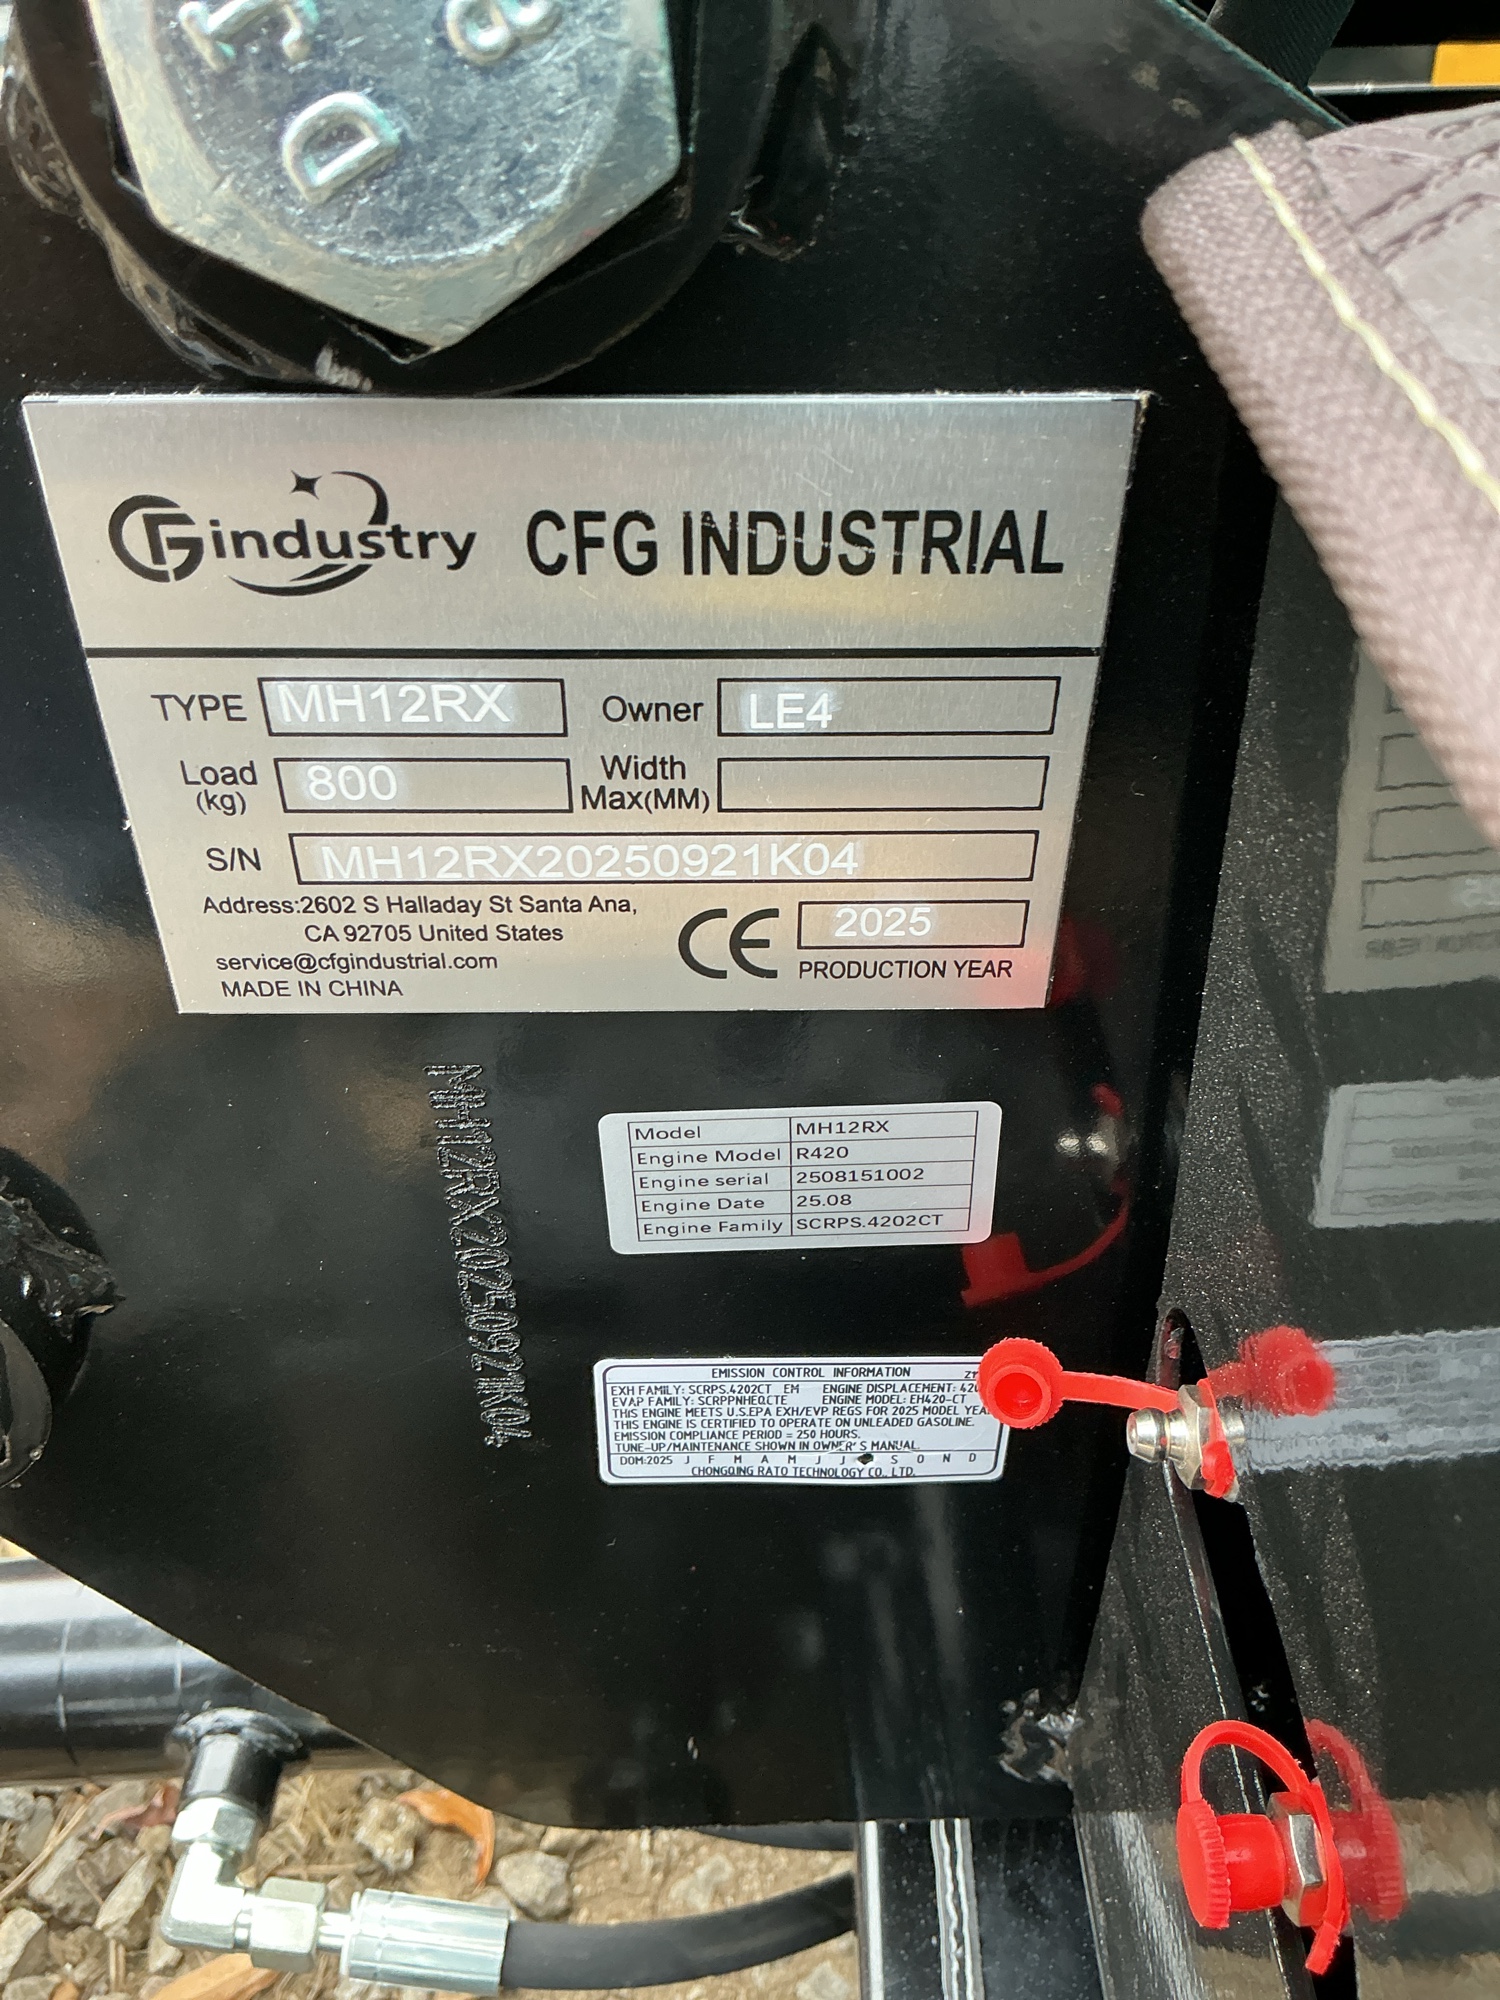 D
8
CFG industry
CFG INDUSTRIAL
TYPE MH12RX Owner LE4
Load (kg) 800 Width Max(MM)
S/N MH12RX20250921K04
Address:2602 S Halladay St Santa Ana,
CA 92705 United States
service@cfgindustrial.com
MADE IN CHINA
CE 2025
PRODUCTION YEAR
MH12RX20250921K04
Model MH12RX
Engine Model R420
Engine serial 2508151002
Engine Date 25.08
Engine Family SCRPS.4202CT
EMISSION CONTROL INFORMATION
EXH FAMILY: SCRPS.4202CT EM ENGINE DISPLACEMENT: 420
EVAP FAMILY: SCRPPNHEQCTE ENGINE MODEL: EH420-CT
THIS ENGINE MEETS U.S.EPA EXH/EVP REGS FOR 2025 MODEL YEA
THIS ENGINE IS CERTIFIED TO OPERATE ON UNLEADED GASOLINE.
EMISSION COMPLIANCE PERIOD = 250 HOURS.
TUNE-UP/MAINTENANCE SHOWN IN OWNER'S MANUAL.
DOM:2025 J F M A M J J S O N D
CHONGQING RATO TECHNOLOGY CO., LTD.